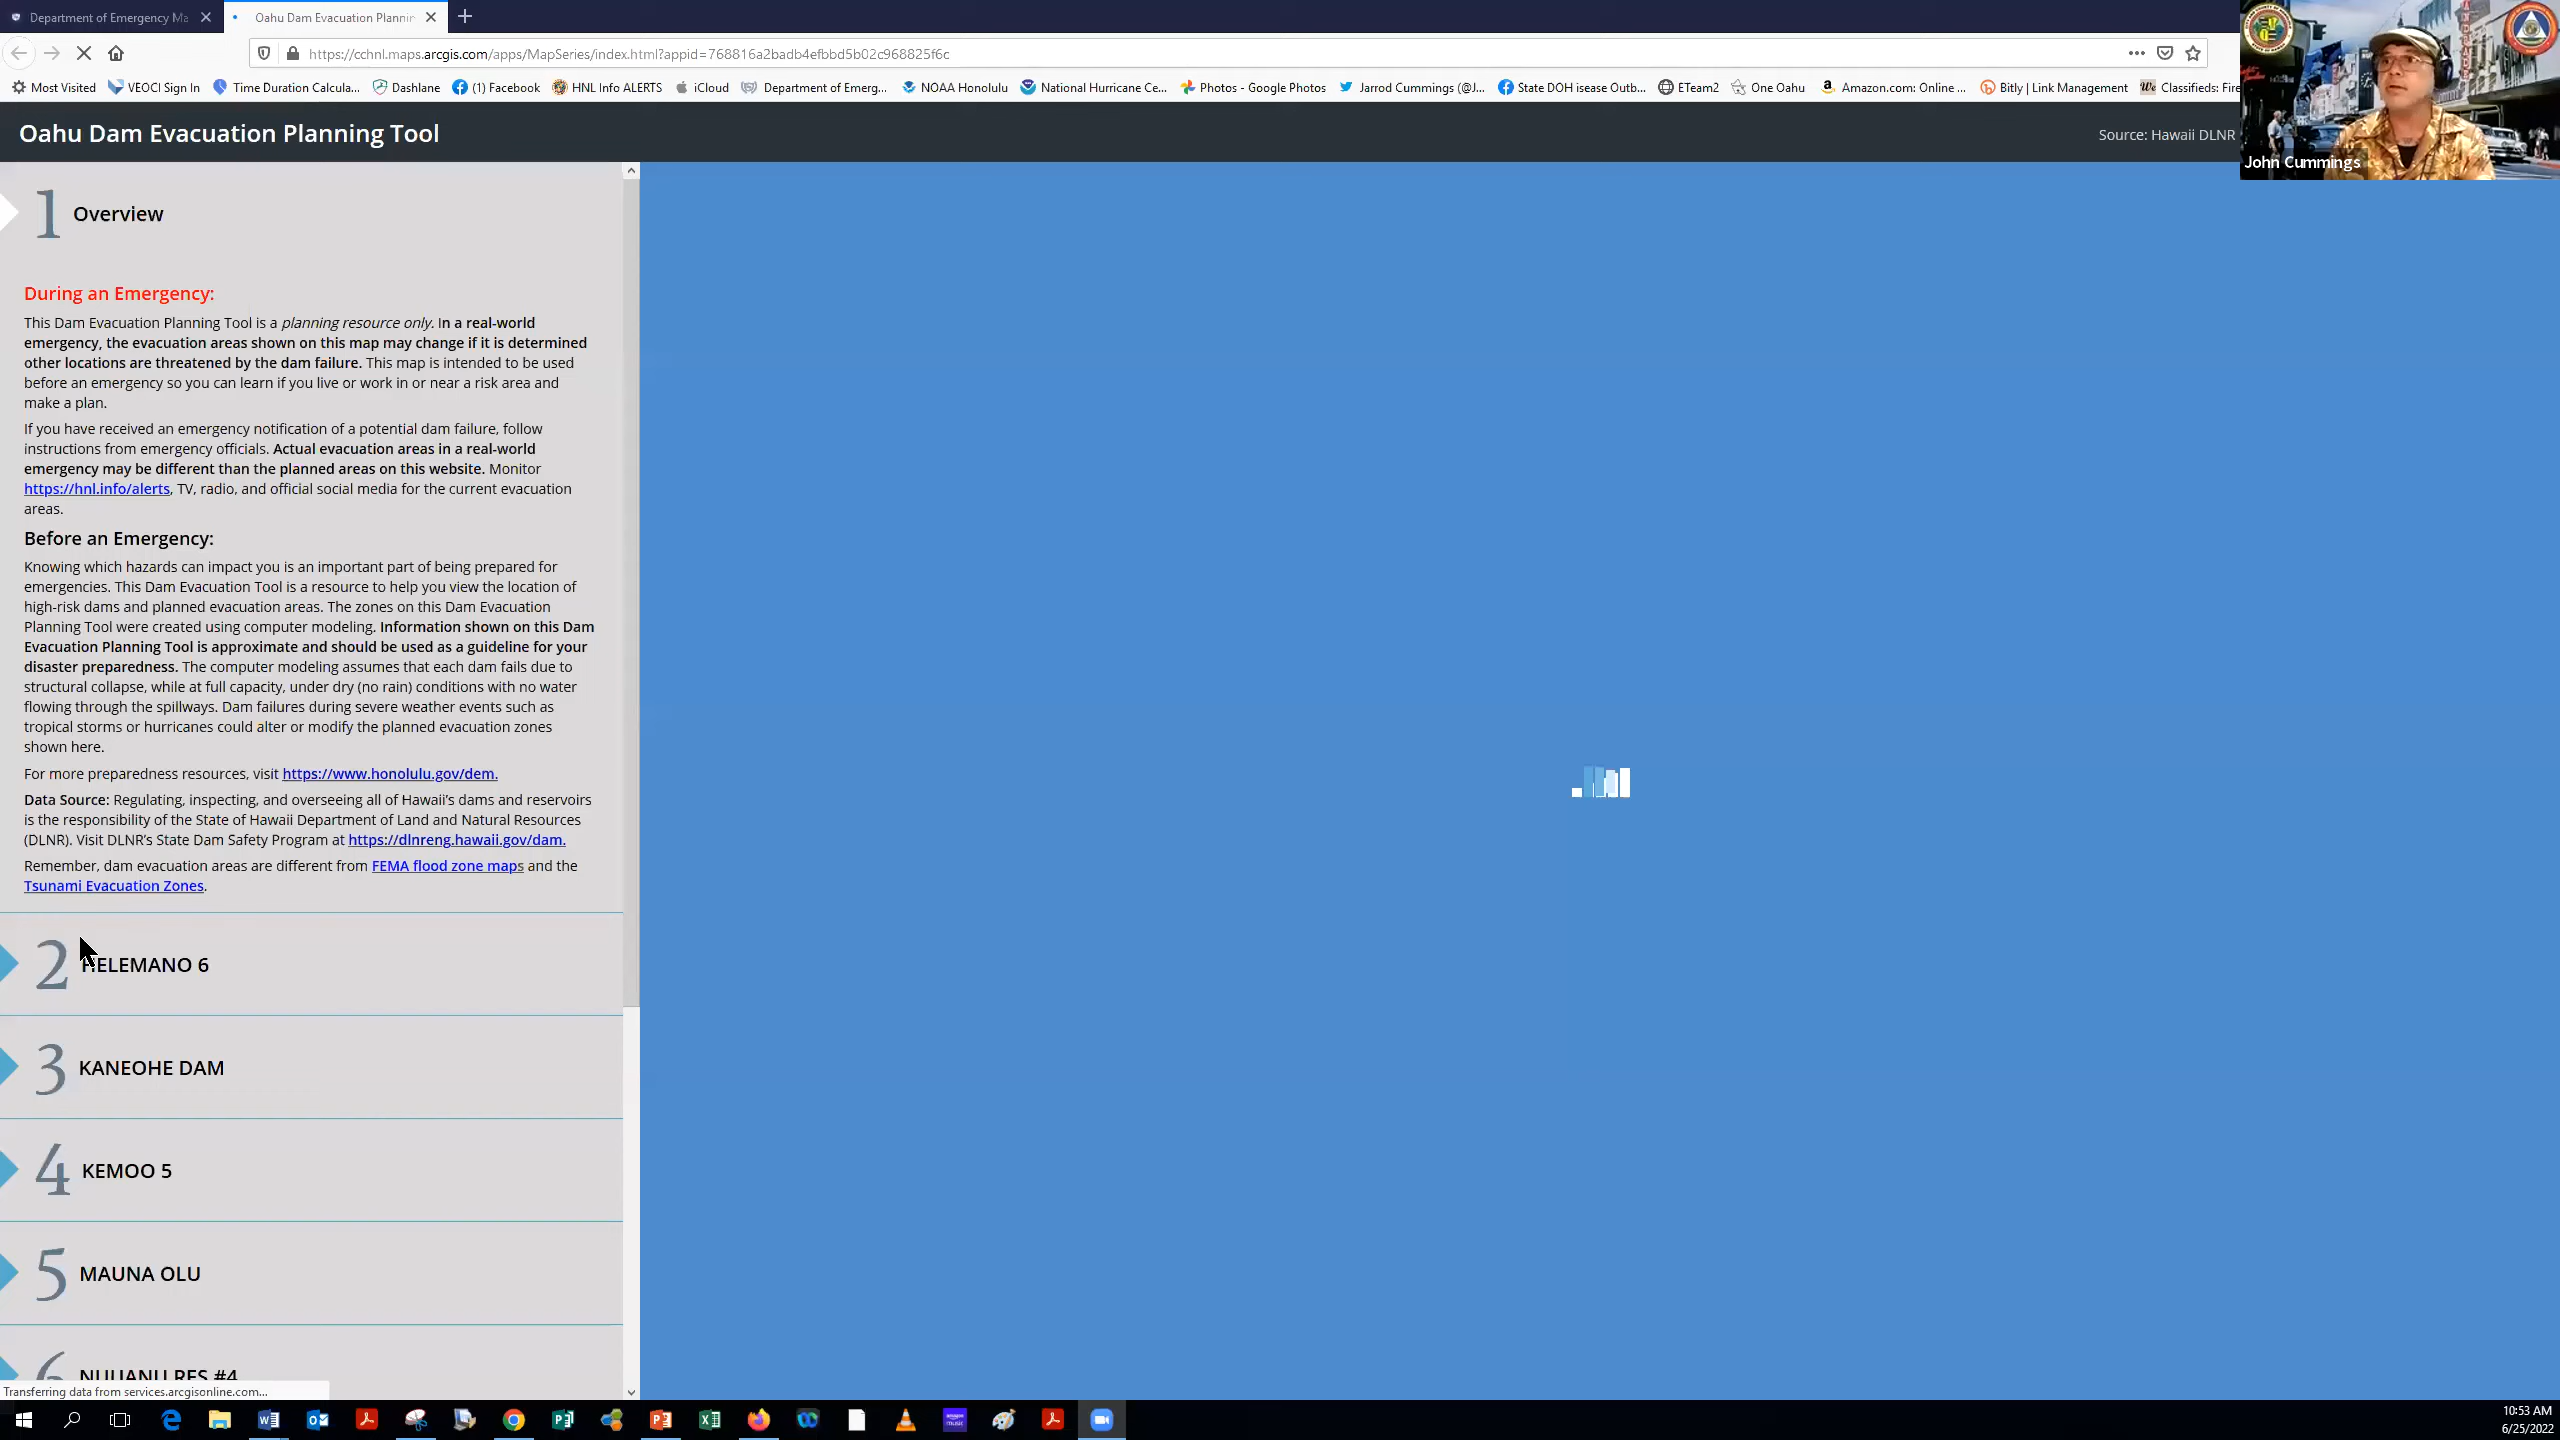 Department of Emergency Ma
Oahu Dam Evacuation Plannin
https://cchnl.maps.arcgis.com/apps/MapSeries/index.html?appid=768816a2badb4efbbd5b02c968825f6c
Most Visited VEOCI Sign In Time Duration Calcula... Dashlane (1) Facebook HNL Info ALERTS iCloud Department of Emerg... NOAA Honolulu National Hurricane Ce... Photos - Google Photos Jarrod Cummings (@J... State DOH isease Outb... ETeam2 One Oahu Amazon.com: Online ... Bitly | Link Management Classifieds: Fire
Oahu Dam Evacuation Planning Tool
Source: Hawaii DLNR
John Cummings
1 Overview
During an Emergency:
This Dam Evacuation Planning Tool is a planning resource only. In a real-world
emergency, the evacuation areas shown on this map may change if it is determined
other locations are threatened by the dam failure. This map is intended to be used
before an emergency so you can learn if you live or work in or near a risk area and
make a plan.
If you have received an emergency notification of a potential dam failure, follow
instructions from emergency officials. Actual evacuation areas in a real-world
emergency may be different than the planned areas on this website. Monitor
https://hnl.info/alerts, TV, radio, and official social media for the current evacuation
areas.
Before an Emergency:
Knowing which hazards can impact you is an important part of being prepared for
emergencies. This Dam Evacuation Tool is a resource to help you view the location of
high-risk dams and planned evacuation areas. The zones on this Dam Evacuation
Planning Tool were created using computer modeling. Information shown on this Dam
Evacuation Planning Tool is approximate and should be used as a guideline for your
disaster preparedness. The computer modeling assumes that each dam fails due to
structural collapse, while at full capacity, under dry (no rain) conditions with no water
flowing through the spillways. Dam failures during severe weather events such as
tropical storms or hurricanes could alter or modify the planned evacuation zones
shown here.
For more preparedness resources, visit https://www.honolulu.gov/dem.
Data Source: Regulating, inspecting, and overseeing all of Hawaii's dams and reservoirs
is the responsibility of the State of Hawaii Department of Land and Natural Resources
(DLNR). Visit DLNR's State Dam Safety Program at https://dlnreng.hawaii.gov/dam.
Remember, dam evacuation areas are different from FEMA flood zone maps and the
Tsunami Evacuation Zones.
2 HELEMANO 6
3 KANEOHE DAM
4 KEMOO 5
5 MAUNA OLU
6 NUUANU RES #4
Transferring data from services.arcgisonline.com...
10:53 AM
6/25/2022